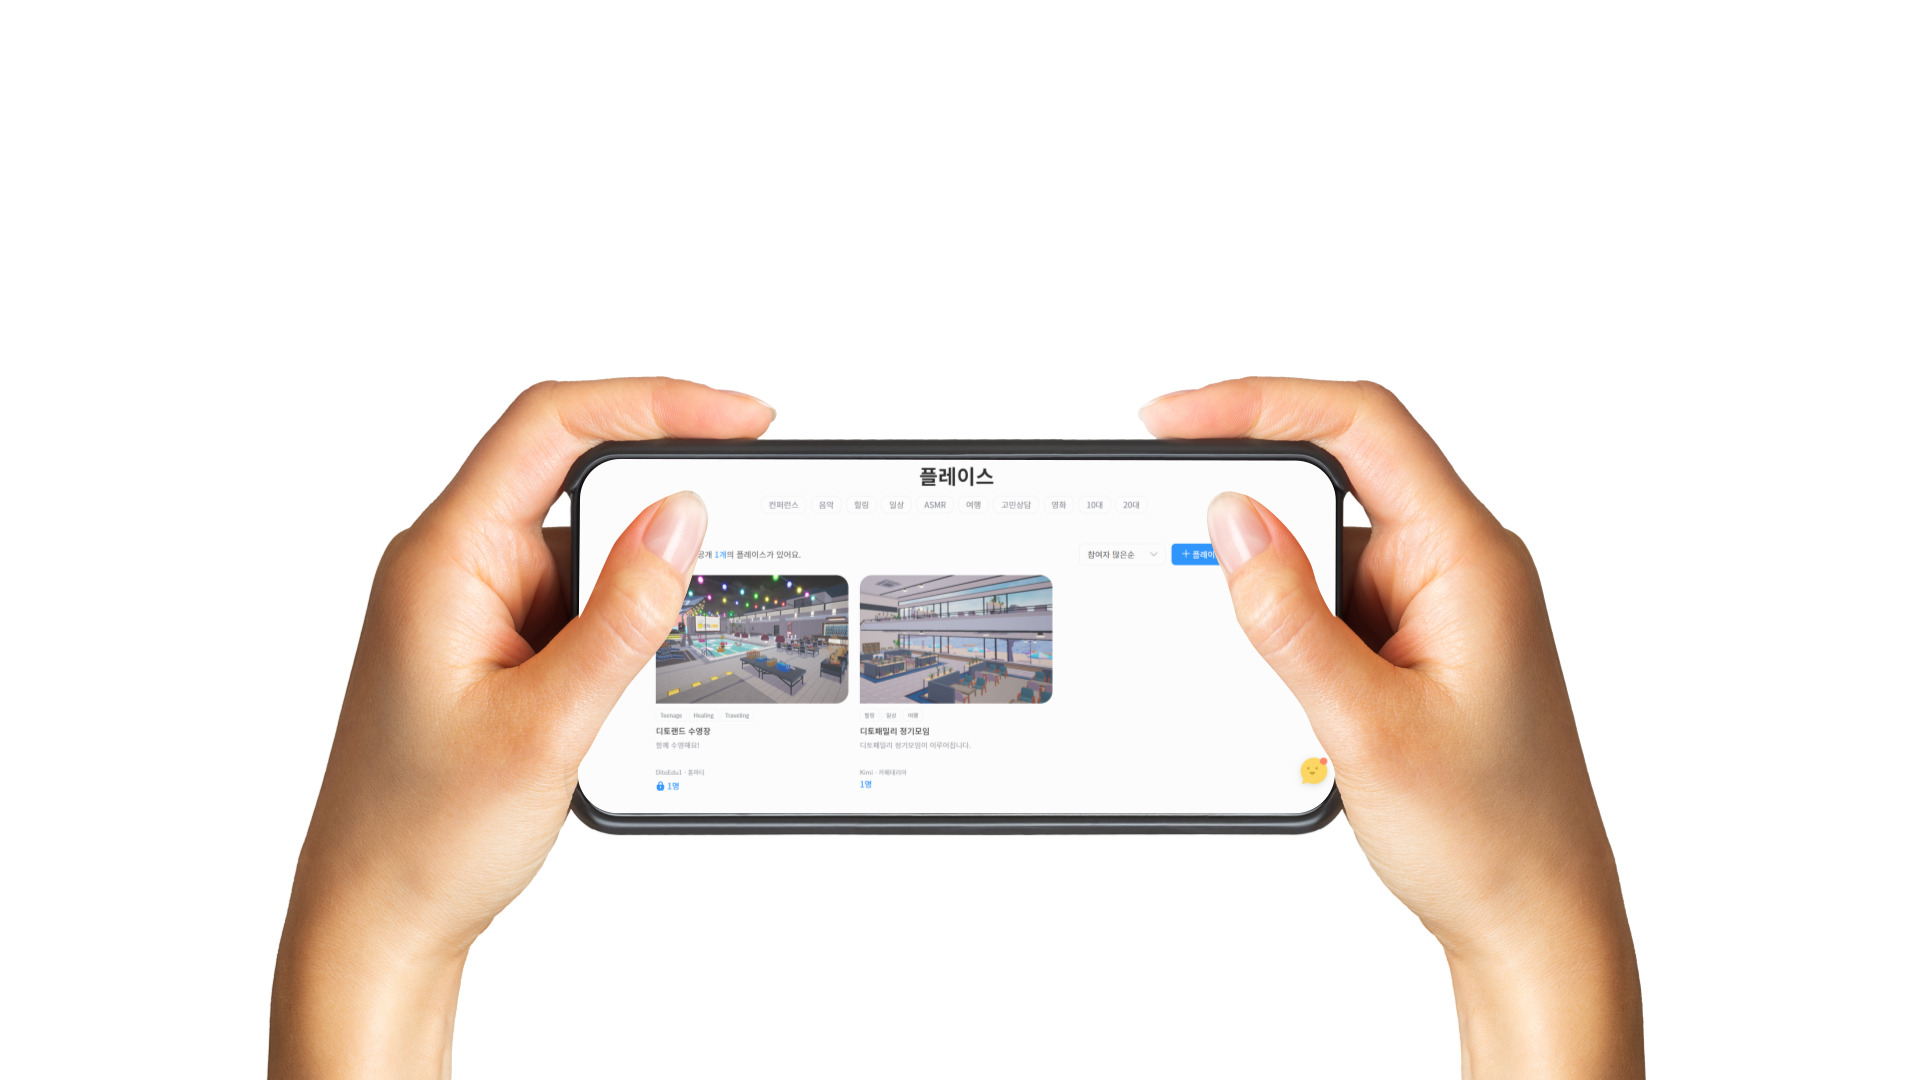 플레이스
컨퍼런스 음악 힐링 일상 ASMR 여행 고민상담 영화 10대 20대
공개 1개의 플레이스가 있어요.
참여자 많은순
+ 플레이
Teenage Healing Traveling
디토랜드 수영장
함께 수영해요!
DitoEdu1 · 풀파티
1명
힐링 일상 여행
디토패밀리 정기모임
디토패밀리 정기모임이 이루어집니다.
Kimi · 카페테리아
1명